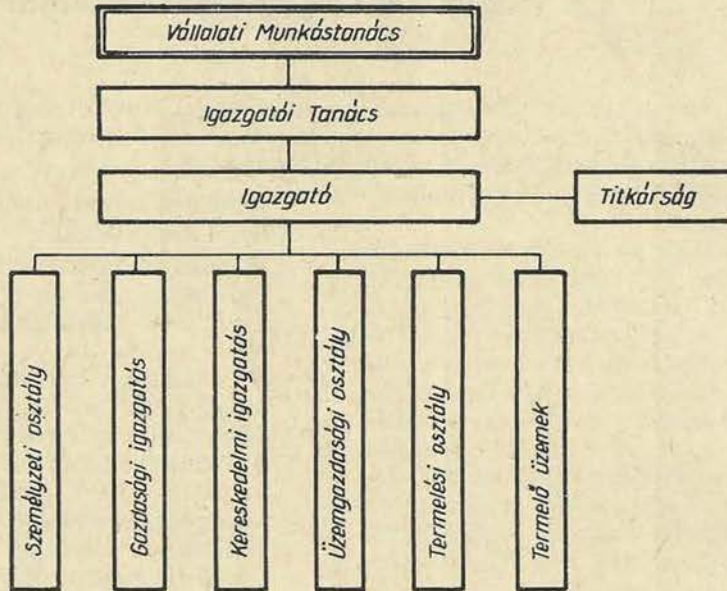 Vállalati Munkástanács
Igazgatói Tanács
Igazgató
Titkárság
Személyzeti osztály
Gazdasági igazgatás
Kereskedelmi igazgatás
Üzemgazdasági osztály
Termelési osztály
Termelő üzemek